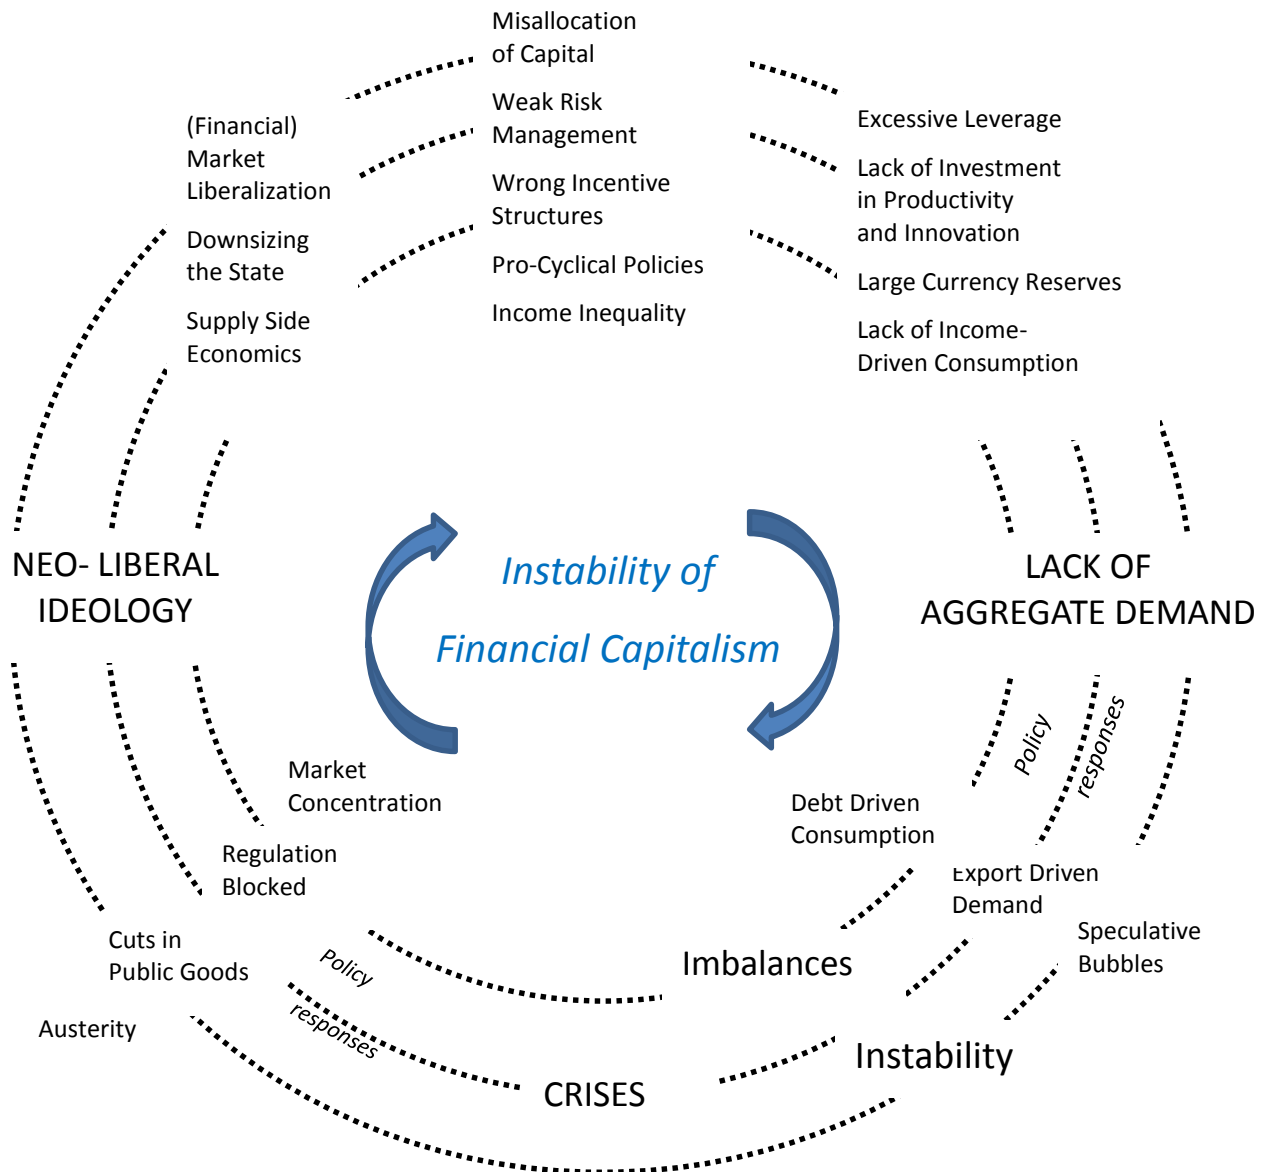 Misallocation
of Capital
Weak Risk
Management
Wrong Incentive
Structures
Pro-Cyclical Policies
Income Inequality
(Financial)
Market
Liberalization
Downsizing
the State
Supply Side
Economics
Excessive Leverage
Lack of Investment
in Productivity
and Innovation
Large Currency Reserves
Lack of Income-
Driven Consumption
NEO- LIBERAL
IDEOLOGY
Instability of
Financial Capitalism
LACK OF
AGGREGATE DEMAND
Policy
responses
Market
Concentration
Regulation
Blocked
Cuts in
Public Goods
Austerity
Policy
responses
Debt Driven
Consumption
Export Driven
Demand
Speculative
Bubbles
Imbalances
Instability
CRISES